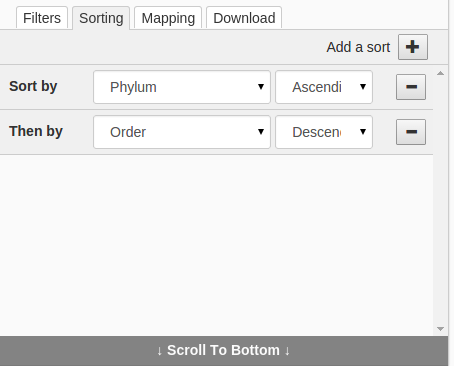 Filters Sorting Mapping Download
Add a sort
Sort by Phylum Ascendi
Then by Order Descen
↓ Scroll To Bottom ↓